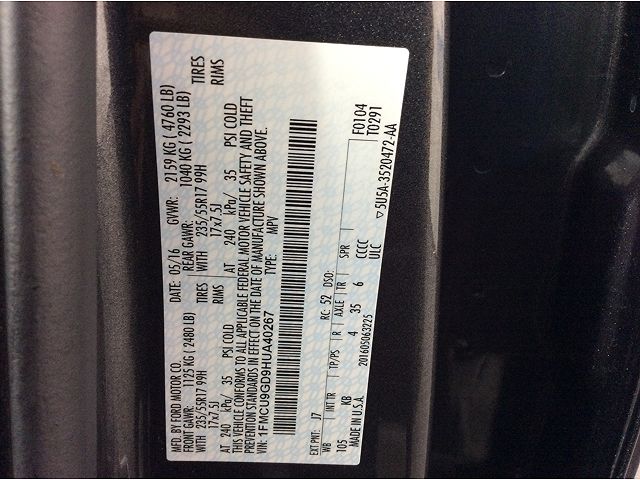 MFD. BY FORD MOTOR CO. DATE: 05/16 GVWR: 2159 KG ( 4760 LB)
FRONT GAWR: 1125 KG ( 2480 LB) REAR GAWR: 1040 KG ( 2293 LB)
235/55R17 99H TIRES WITH 235/55R17 99H TIRES
17x7.5J RIMS 17x7.5J RIMS
AT 240 kPa/ 35 PSI COLD AT 240 kPa/ 35 PSI COLD
THIS VEHICLE CONFORMS TO ALL APPLICABLE FEDERAL MOTOR VEHICLE SAFETY AND THEFT
PREVENTION STANDARDS IN EFFECT ON THE DATE OF MANUFACTURE SHOWN ABOVE.
VIN: 1FMCU9GD9HUA40267 TYPE: MPV
F0104
T0291
EXT PNT: J7 RC: 52 DSO:
WB INT TR TP/PS R AXLE TR SPR
105 KB 4 35 6 CCCC
MADE IN U.S.A. 20160506 3225 ULC
▽5U5A-3520472-AA